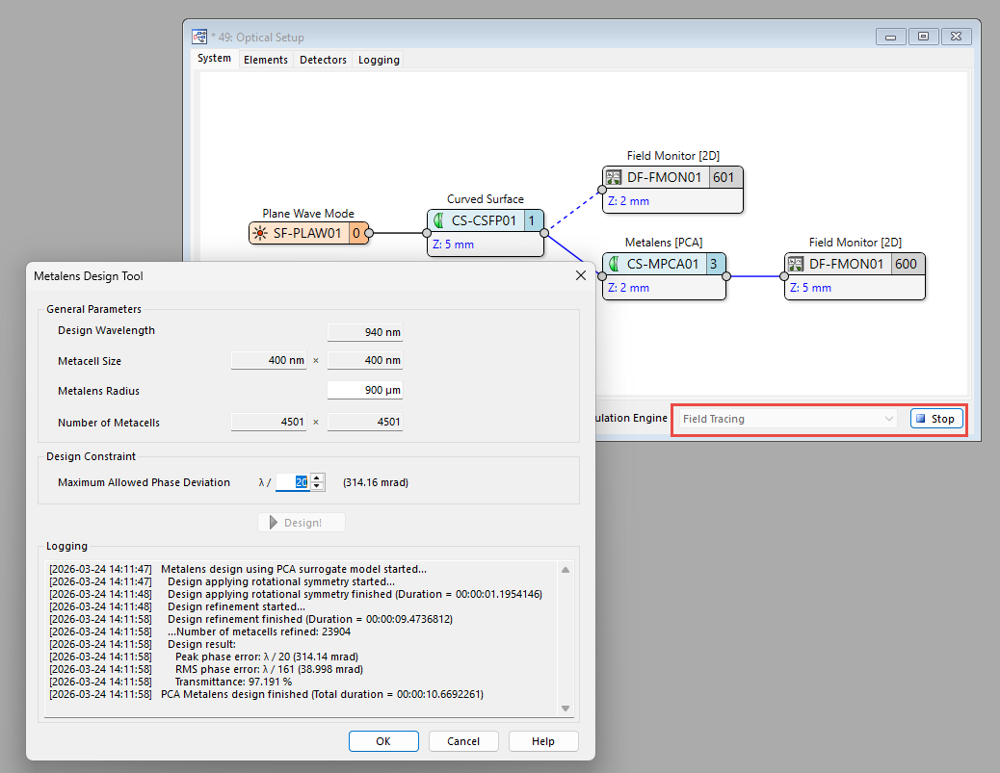 * 49: Optical Setup
System Elements Detectors Logging
Field Monitor [2D]
DF-FMON01 601
Z: 2 mm
Curved Surface
CS-CSFP01 1
Z: 5 mm
Plane Wave Mode
SF-PLAW01 0
Metalens [PCA]
CS-MPCA01 3
Z: 2 mm
Field Monitor [2D]
DF-FMON01 600
Z: 5 mm
ulation Engine Field Tracing Stop
Metalens Design Tool
General Parameters
Design Wavelength 940 nm
Metacell Size 400 nm × 400 nm
Metalens Radius 900 µm
Number of Metacells 4501 × 4501
Design Constraint
Maximum Allowed Phase Deviation λ / 20 (314.16 mrad)
Design!
Logging
[2026-03-24 14:11:47] Metalens design using PCA surrogate model started...
[2026-03-24 14:11:47] Design applying rotational symmetry started...
[2026-03-24 14:11:48] Design applying rotational symmetry finished (Duration = 00:00:01.1954146)
[2026-03-24 14:11:48] Design refinement started...
[2026-03-24 14:11:58] Design refinement finished (Duration = 00:00:09.4736812)
[2026-03-24 14:11:58] ...Number of metacells refined: 23904
[2026-03-24 14:11:58] Design result:
[2026-03-24 14:11:58] Peak phase error: λ / 20 (314.14 mrad)
[2026-03-24 14:11:58] RMS phase error: λ / 161 (38.998 mrad)
[2026-03-24 14:11:58] Transmittance: 97.191 %
[2026-03-24 14:11:58] PCA Metalens design finished (Total duration = 00:00:10.6692261)
OK Cancel Help